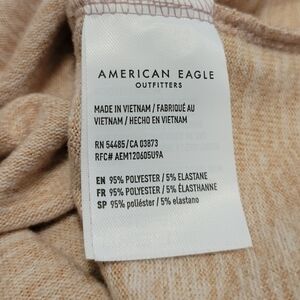 AMERICAN EAGLE
OUTFITTERS
MADE IN VIETNAM / FABRIQUÉ AU
VIETNAM / HECHO EN VIETNAM
RN 54485/CA 03873
RFC# AEM120605U9A
EN 95% POLYESTER / 5% ELASTANE
FR 95% POLYESTER / 5% ÉLASTHANNE
SP 95% poliéster / 5% elastano